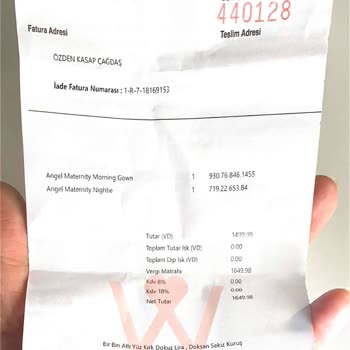 440128
Fatura Adresi
Teslim Adresi
ÖZDEN KASAP ÇAĞDAŞ
İade Fatura Numarası : 1-R-7-18169153
Angel Maternity Morning Gown 1 930.76 846.1455
Angel Maternity Nightie 1 719.22 653.84
Tutar (VD) 1499.99
Toplam Tutar İsk (VD) 0.00
Toplam Dip İsk (VD) 0.00
Vergi Matrahı 1649.98
Kdv 8% 0.00
Kdv 18% 0.00
Net Tutar 1649.98
Bir Bin Altı Yüz Kırk Dokuz Lira , Doksan Sekiz Kuruş